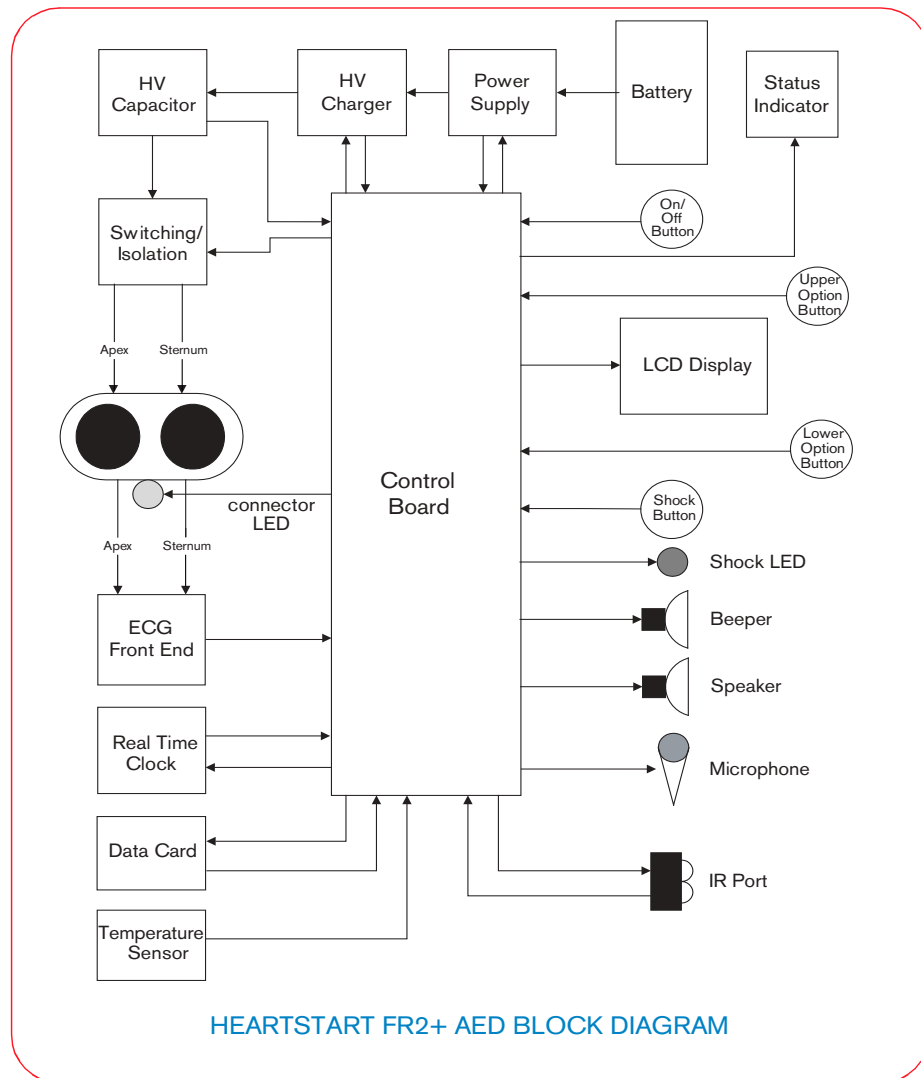 HV
Capacitor
HV
Charger
Power
Supply
Battery
Status
Indicator
On/
Off
Button
Switching/
Isolation
Upper
Option
Button
Apex
Sternum
LCD Display
Lower
Option
Button
Control
Board
connector
LED
Shock
Button
Apex
Sternum
Shock LED
ECG
Front End
Beeper
Speaker
Real Time
Clock
Microphone
Data Card
IR Port
Temperature
Sensor
HEARTSTART FR2+ AED BLOCK DIAGRAM